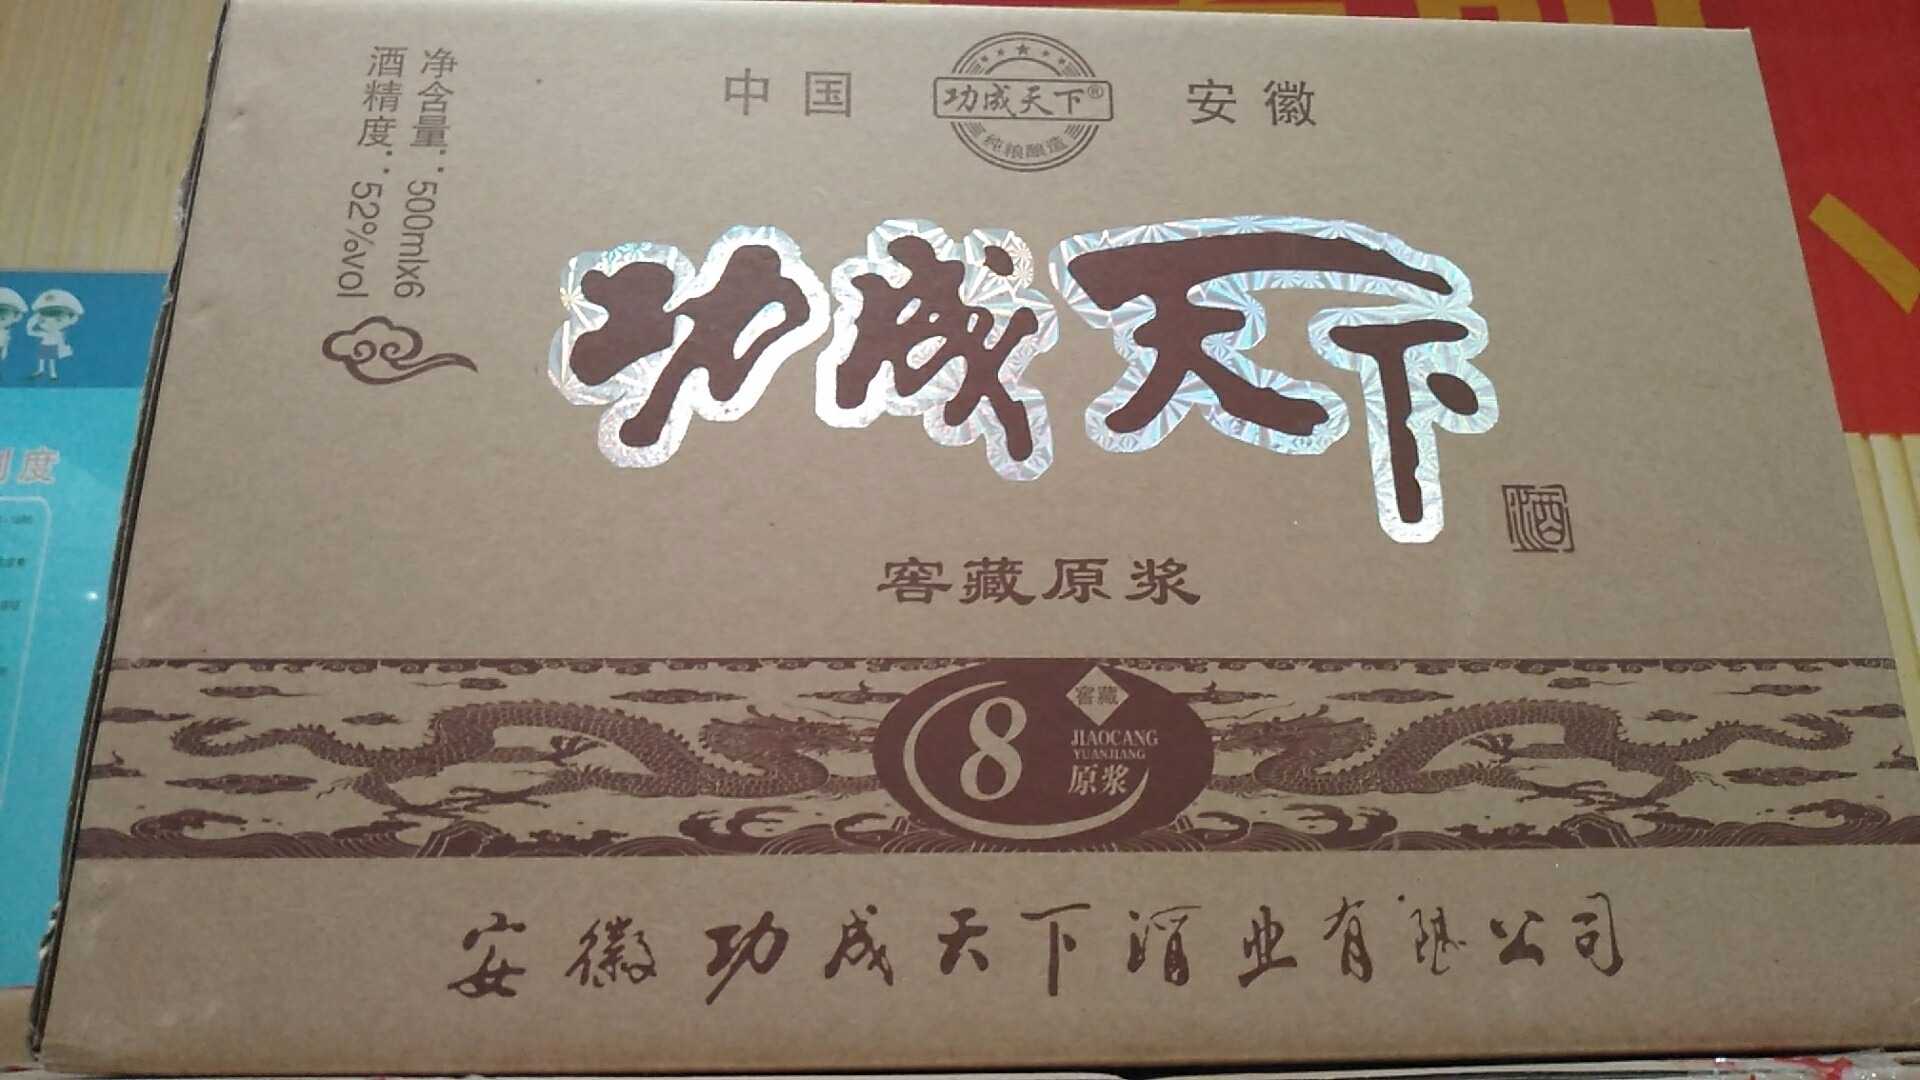 净含量:500mlx6
酒精度:52%vol
中国
功成天下®
纯粮酿造
安徽
功成天下
酒
窖藏原浆
8
窖藏
JIAOCANG
YUANJIANG
原浆
安徽功成天下酒业有限公司
度